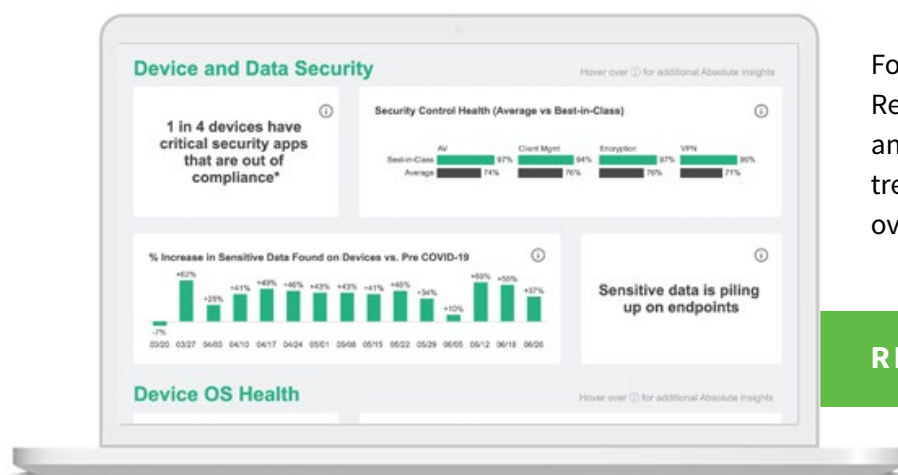 Device and Data Security
Hover over ⓘ for additional Absolute insights
1 in 4 devices have
critical security apps
that are out of
compliance*
Security Control Health (Average vs Best-in-Class)
AV Client Mgmt Encryption VPN
Best-in-Class 97% 94% 97% 98%
Average 74% 76% 76% 71%
% Increase in Sensitive Data Found on Devices vs. Pre COVID-19
-7% +62% +25% +41% +49% +46% +43% +43% +41% +46% +34% +10% +59% +55% +37%
03/20 03/27 04/03 04/10 04/17 04/24 05/01 05/08 05/15 05/22 05/29 06/05 06/12 06/19 06/26
Sensitive data is piling
up on endpoints
Device OS Health
Hover over ⓘ for additional Absolute insights
Fo
Re
an
tre
ov